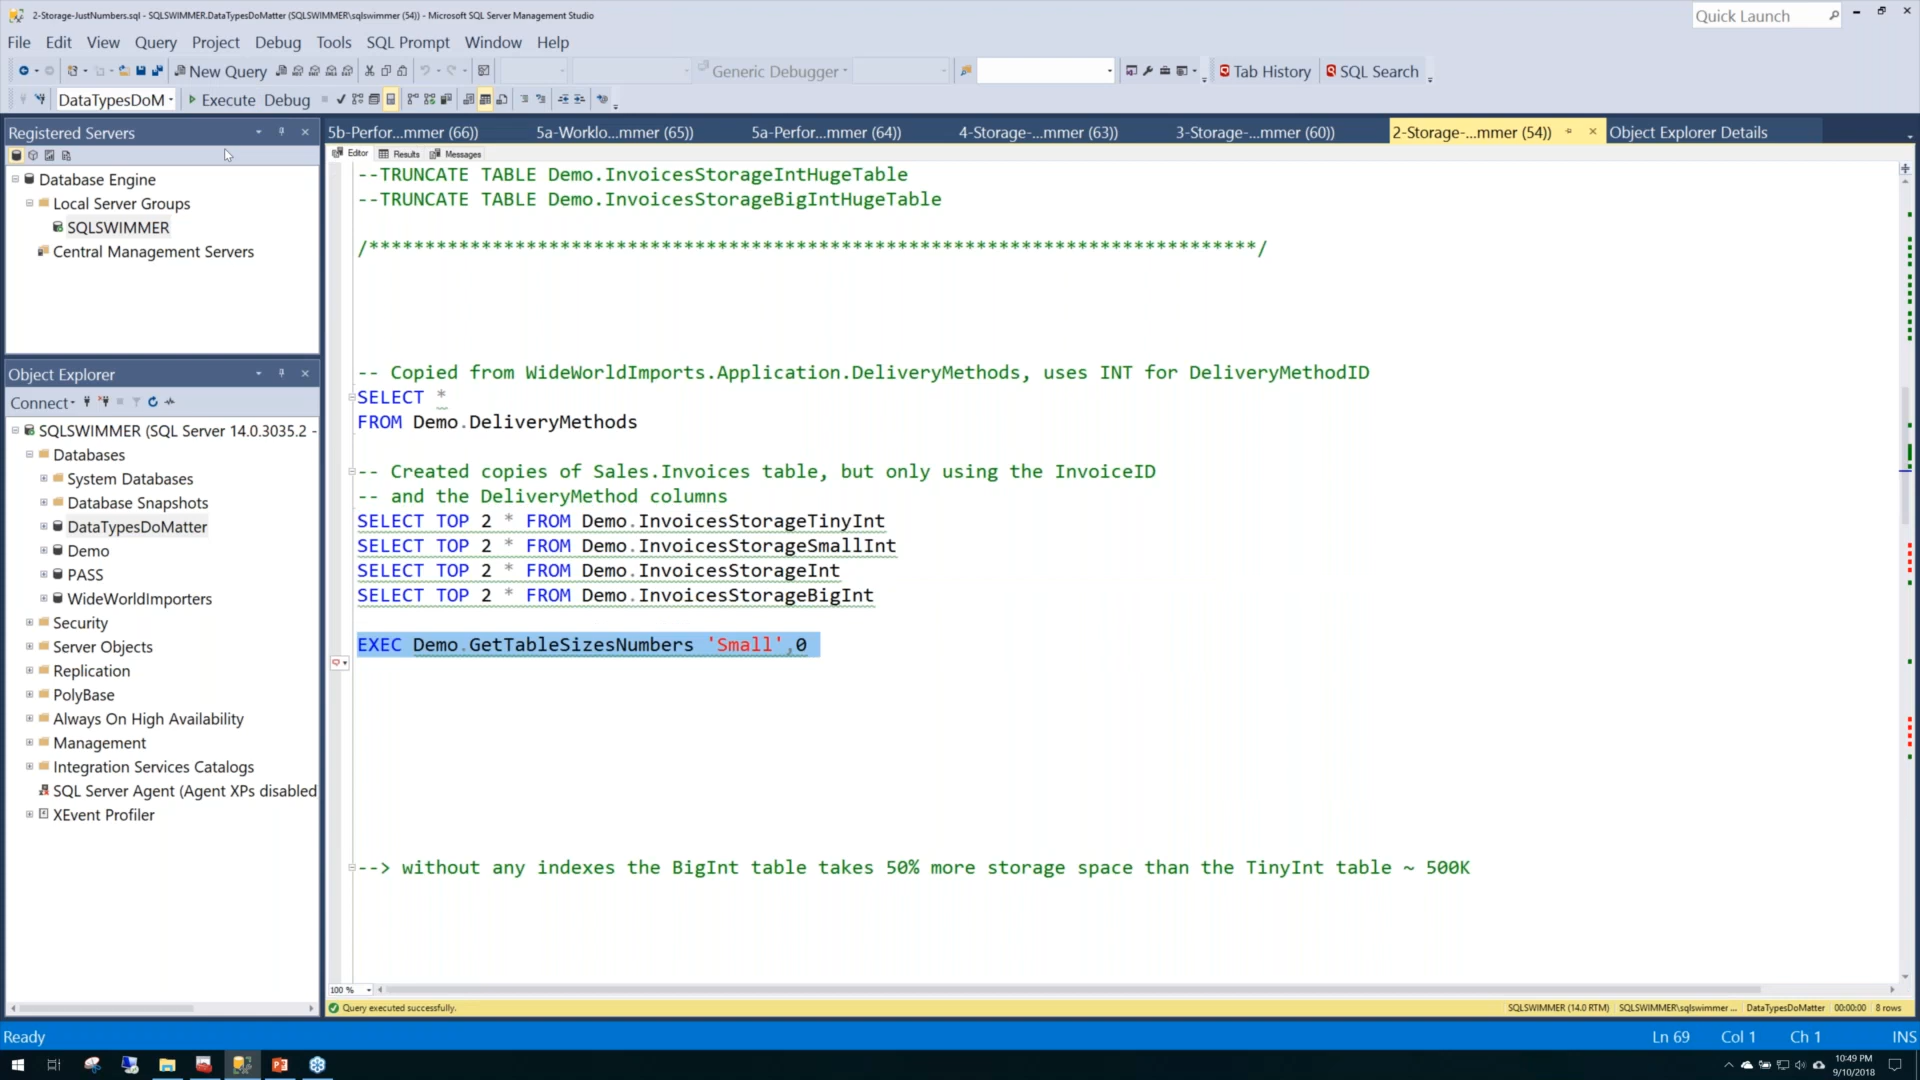 2-Storage-JustNumbers.sql - SQLSWIMMER.DataTypesDoMatter (SQLSWIMMER\sqlswimmer (54)) - Microsoft SQL Server Management Studio
Quick Launch
File Edit View Query Project Debug Tools SQL Prompt Window Help
New Query
Generic Debugger
Tab History
SQL Search
DataTypesDoM
Execute Debug
Registered Servers
Database Engine
Local Server Groups
SQLSWIMMER
Central Management Servers
Object Explorer
Connect
SQLSWIMMER (SQL Server 14.0.3035.2 -
Databases
System Databases
Database Snapshots
DataTypesDoMatter
Demo
PASS
WideWorldImporters
Security
Server Objects
Replication
PolyBase
Always On High Availability
Management
Integration Services Catalogs
SQL Server Agent (Agent XPs disabled
XEvent Profiler
5b-Perfor...mmer (66)) 5a-Worklo...mmer (65)) 5a-Perfor...mmer (64)) 4-Storage-...mmer (63)) 3-Storage-...mmer (60)) 2-Storage-...mmer (54)) Object Explorer Details
Editor Results Messages
--TRUNCATE TABLE Demo.InvoicesStorageIntHugeTable
--TRUNCATE TABLE Demo.InvoicesStorageBigIntHugeTable
/*******************************************************************************/
-- Copied from WideWorldImports.Application.DeliveryMethods, uses INT for DeliveryMethodID
SELECT *
FROM Demo.DeliveryMethods
-- Created copies of Sales.Invoices table, but only using the InvoiceID
-- and the DeliveryMethod columns
SELECT TOP 2 * FROM Demo.InvoicesStorageTinyInt
SELECT TOP 2 * FROM Demo.InvoicesStorageSmallInt
SELECT TOP 2 * FROM Demo.InvoicesStorageInt
SELECT TOP 2 * FROM Demo.InvoicesStorageBigInt
EXEC Demo.GetTableSizesNumbers 'Small',0
--> without any indexes the BigInt table takes 50% more storage space than the TinyInt table ~ 500K
100 %
Query executed successfully.
SQLSWIMMER (14.0 RTM) SQLSWIMMER\sqlswimmer ... DataTypesDoMatter 00:00:00 8 rows
Ready
Ln 69 Col 1 Ch 1 INS
10:49 PM
9/10/2018